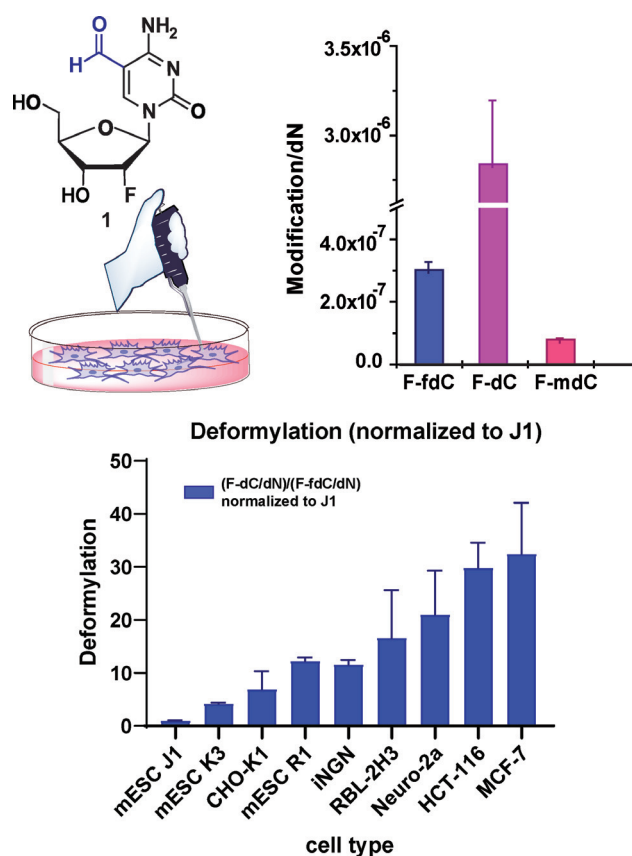 O
NH₂
H
N
N
O
HO
O
HO
F
1
3.5x10⁻⁶
3.0x10⁻⁶
4.0x10⁻⁷
2.0x10⁻⁷
0.0
Modification/dN
F-fdC F-dC F-mdC
Deformylation (normalized to J1)
(F-dC/dN)/(F-fdC/dN)
normalized to J1
50
40
30
20
10
0
Deformylation
mESC J1
mESC K3
CHO-K1
mESC R1
iNGN
RBL-2H3
Neuro-2a
HCT-116
MCF-7
cell type